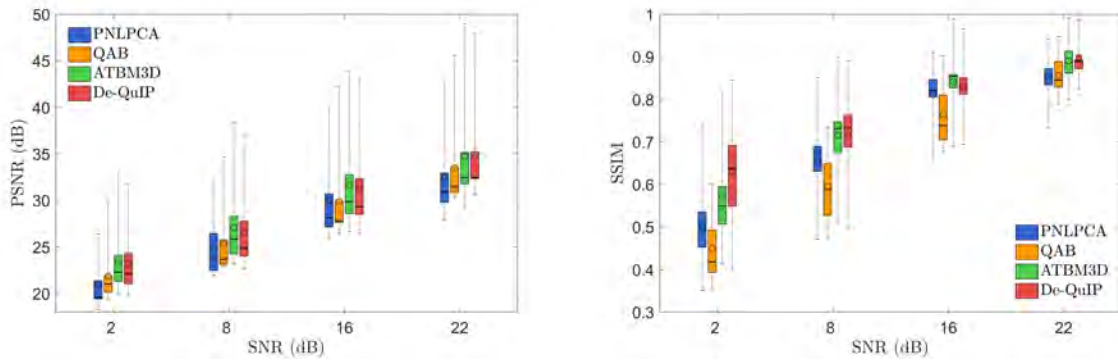 50
45
40
35
30
25
20
PSNR (dB)
PNLPCA
QAB
ATBM3D
De-QuIP
2
8
16
22
SNR (dB)
1
0.9
0.8
0.7
0.6
0.5
0.4
0.3
SSIM
PNLPCA
QAB
ATBM3D
De-QuIP
2
8
16
22
SNR (dB)